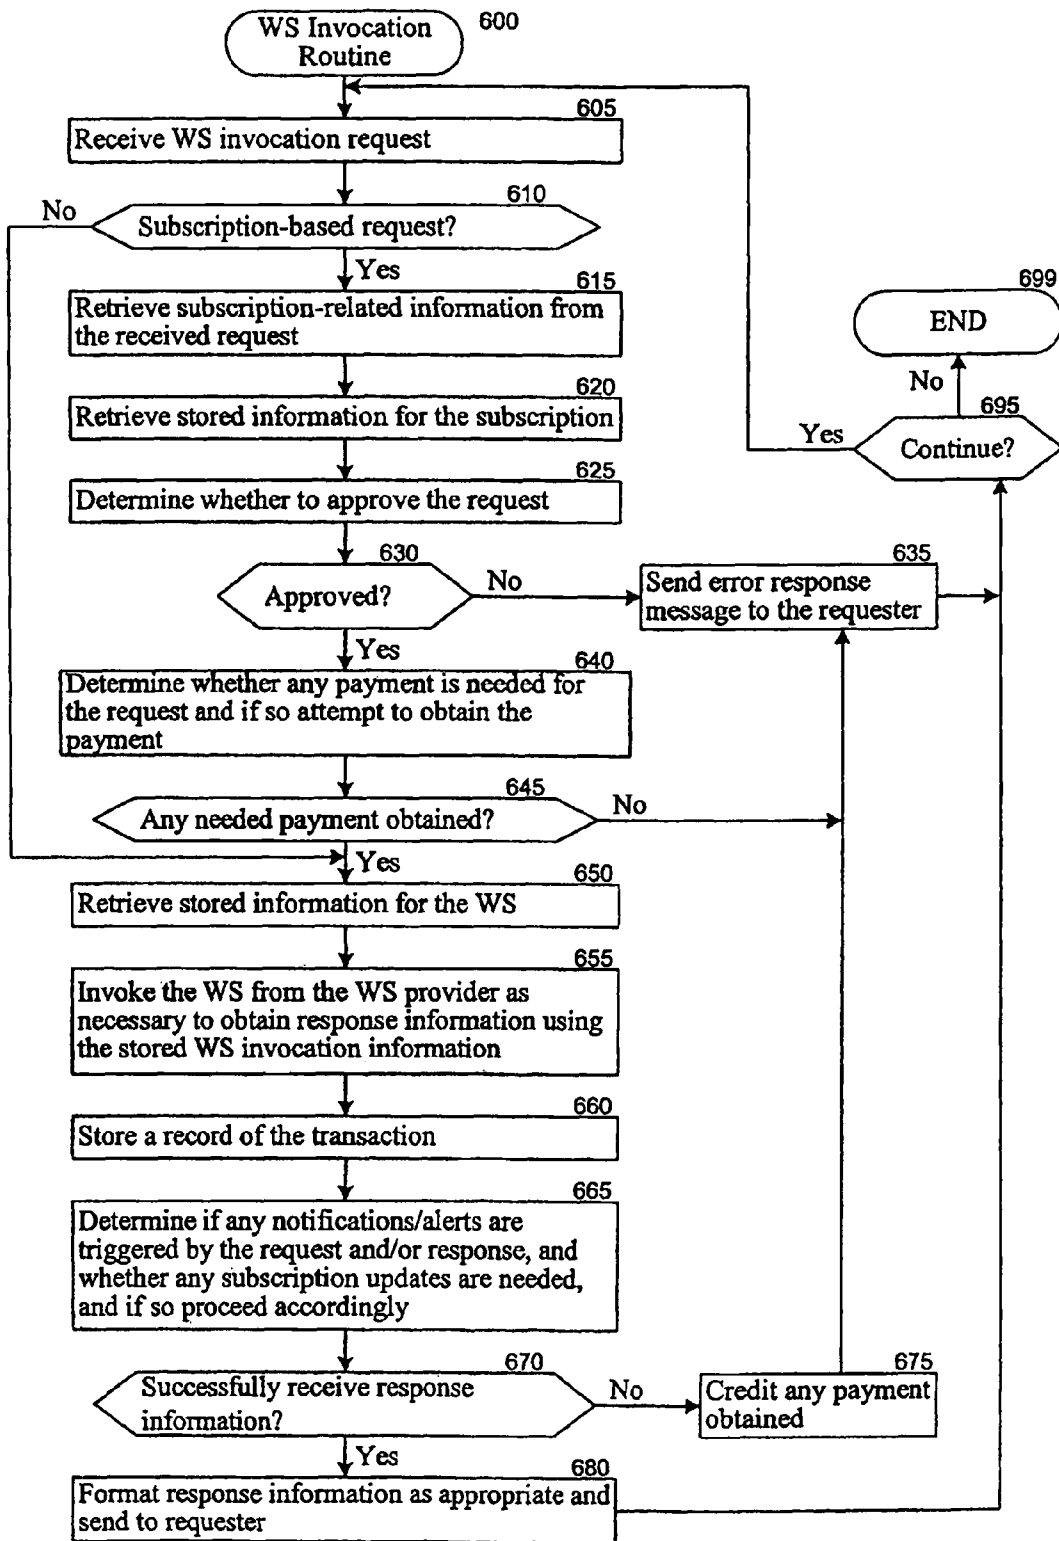 WS Invocation
Routine
600
605
Receive WS invocation request
610
No
Subscription-based request?
Yes
615
Retrieve subscription-related information from
the received request
699
END
620
Retrieve stored information for the subscription
No
695
Yes
Continue?
625
Determine whether to approve the request
630
Approved?
No
635
Send error response
message to the requester
Yes
640
Determine whether any payment is needed for
the request and if so attempt to obtain the
payment
645
Any needed payment obtained?
No
Yes
650
Retrieve stored information for the WS
655
Invoke the WS from the WS provider as
necessary to obtain response information using
the stored WS invocation information
660
Store a record of the transaction
665
Determine if any notifications/alerts are
triggered by the request and/or response, and
whether any subscription updates are needed,
and if so proceed accordingly
670
Successfully receive response
information?
No
675
Credit any payment
obtained
Yes
680
Format response information as appropriate and
send to requester